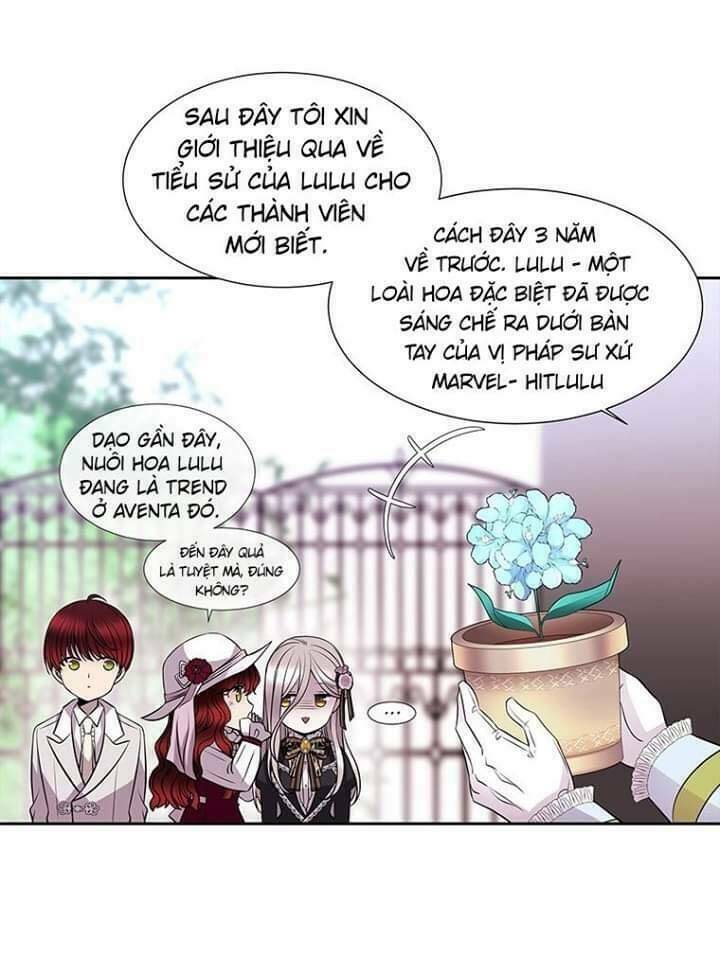 SAU ĐÂY TÔI XIN
GIỚI THIỆU QUA VỀ
TIỂU SỬ CỦA LULU CHO
CÁC THÀNH VIÊN
MỚI BIẾT.
CÁCH ĐÂY 3 NĂM
VỀ TRƯỚC. LULU - MỘT
LOÀI HOA ĐẶC BIỆT ĐÃ ĐƯỢC
SÁNG CHẾ RA DƯỚI BÀN
TAY CỦA VỊ PHÁP SƯ XỨ
MARVEL- HITLULU
DẠO GẦN ĐÂY,
NUÔI HOA LULU
ĐANG LÀ TREND
Ở AVENTA ĐÓ.
ĐẾN ĐÂY QUẢ
LÀ TUYỆT MÀ, ĐÚNG
KHÔNG?
...